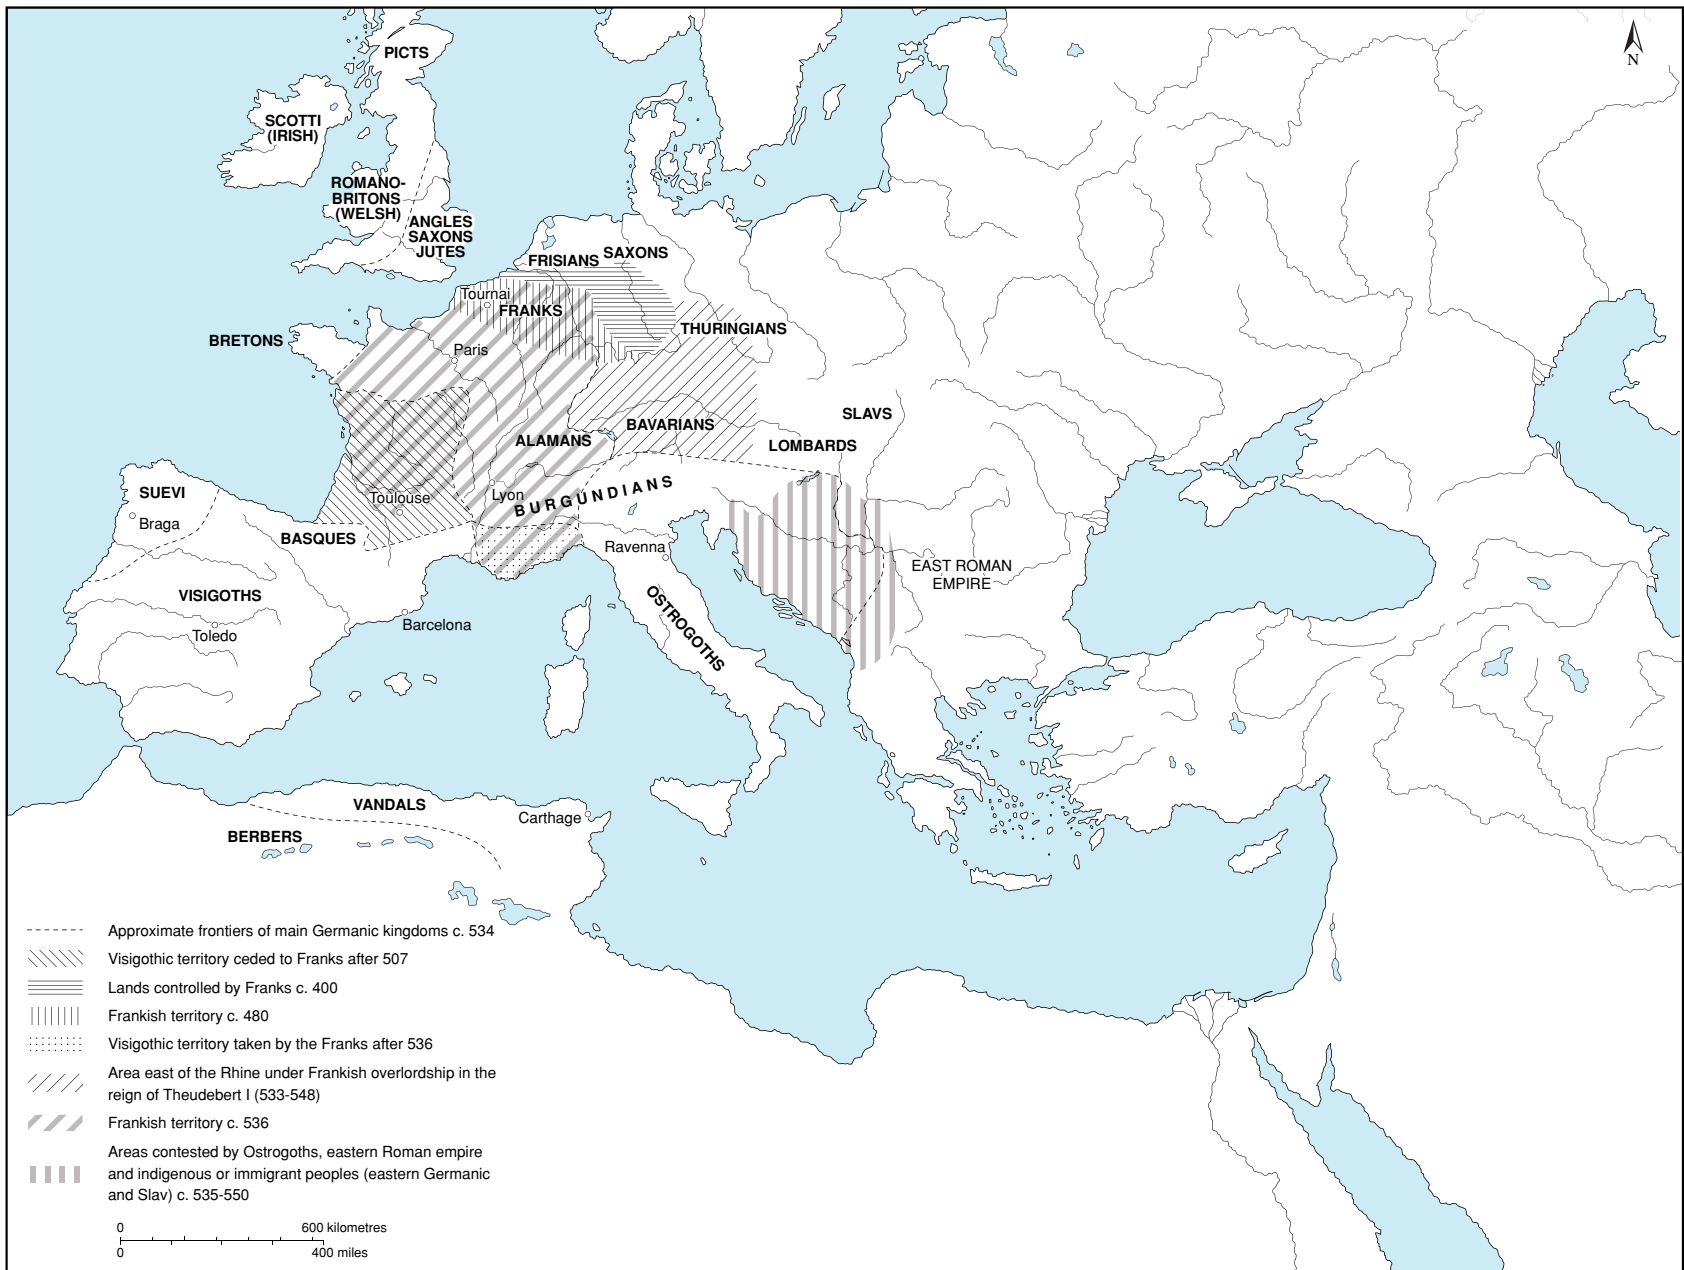 N
PICTS
SCOTTI
(IRISH)
ROMANO-
BRITONS
(WELSH)
ANGLES
SAXONS
JUTES
FRISIANS
SAXONS
Tournai
FRANKS
THURINGIANS
BRETONS
Paris
SLAVS
BAVARIANS
ALAMANS
LOMBARDS
SUEVI
Toulouse
Lyon
BURGUNDIANS
Braga
BASQUES
Ravenna
EAST ROMAN
EMPIRE
VISIGOTHS
OSTROGOTHS
Toledo
Barcelona
VANDALS
Carthage
BERBERS
Approximate frontiers of main Germanic kingdoms c. 534
Visigothic territory ceded to Franks after 507
Lands controlled by Franks c. 400
Frankish territory c. 480
Visigothic territory taken by the Franks after 536
Area east of the Rhine under Frankish overlordship in the
reign of Theudebert I (533-548)
Frankish territory c. 536
Areas contested by Ostrogoths, eastern Roman empire
and indigenous or immigrant peoples (eastern Germanic
and Slav) c. 535-550
0 600 kilometres
0 400 miles